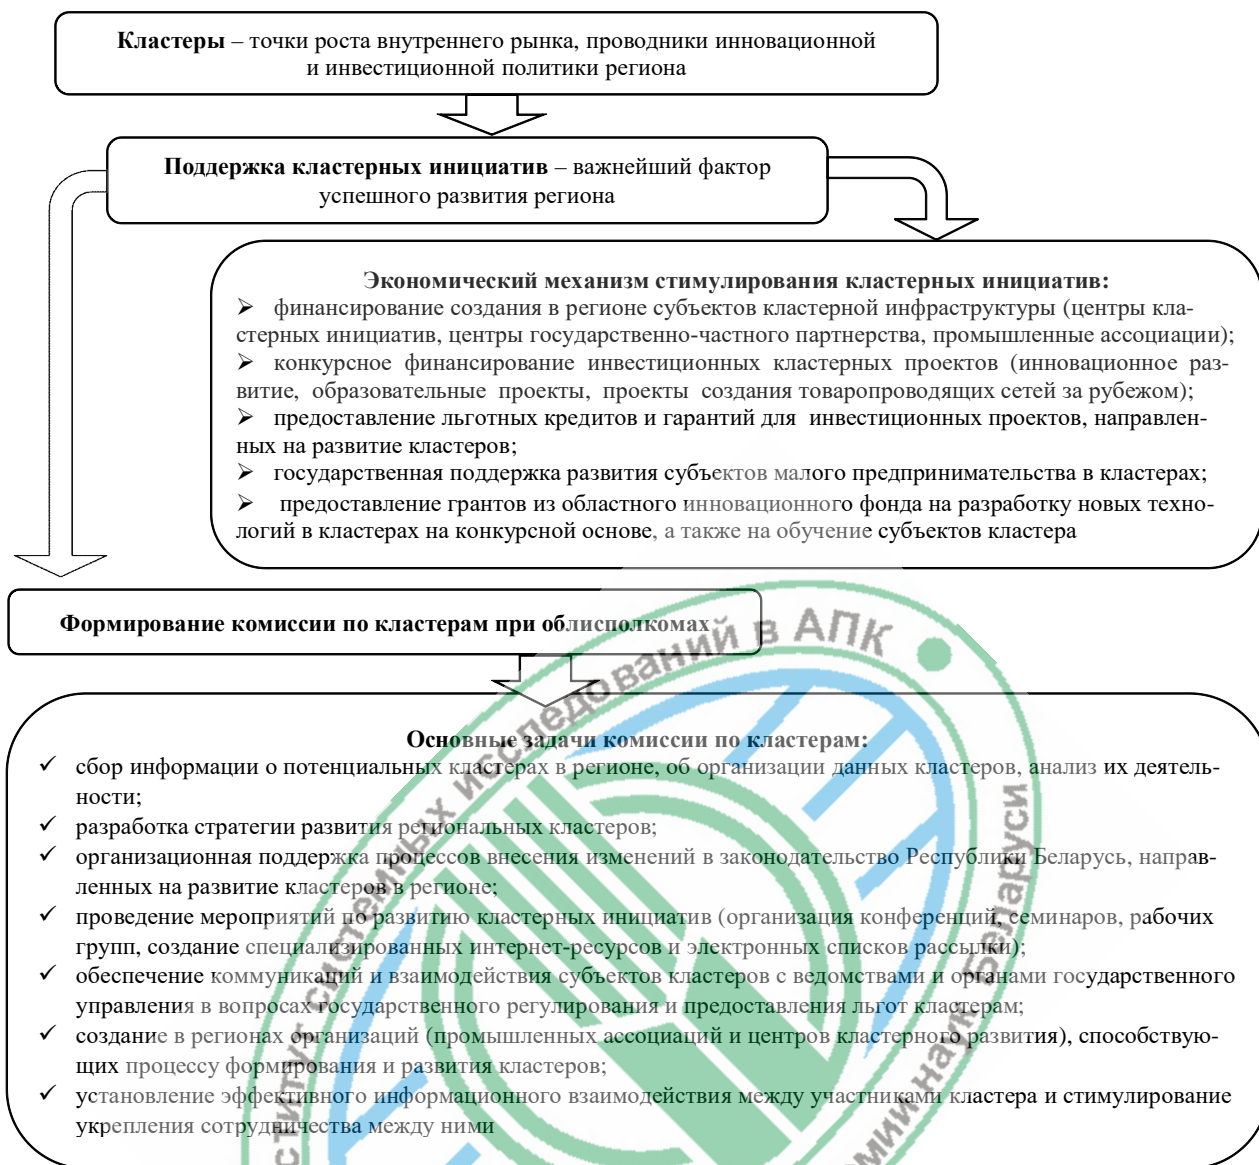 Кластеры – точки роста внутреннего рынка, проводники инновационной
и инвестиционной политики региона
Поддержка кластерных инициатив – важнейший фактор
успешного развития региона
Экономический механизм стимулирования кластерных инициатив:
➢ финансирование создания в регионе субъектов кластерной инфраструктуры (центры кла-
стерных инициатив, центры государственно-частного партнерства, промышленные ассоциации);
➢ конкурсное финансирование инвестиционных кластерных проектов (инновационное раз-
витие, образовательные проекты, проекты создания товаропроводящих сетей за рубежом);
➢ предоставление льготных кредитов и гарантий для инвестиционных проектов, направлен-
ных на развитие кластеров;
➢ государственная поддержка развития субъектов малого предпринимательства в кластерах;
➢ предоставление грантов из областного инновационного фонда на разработку новых техно-
логий в кластерах на конкурсной основе, а также на обучение субъектов кластера
Формирование комиссии по кластерам при облисполкомах
Основные задачи комиссии по кластерам:
✓ сбор информации о потенциальных кластерах в регионе, об организации данных кластеров, анализ их деятель-
ности;
✓ разработка стратегии развития региональных кластеров;
✓ организационная поддержка процессов внесения изменений в законодательство Республики Беларусь, направ-
ленных на развитие кластеров в регионе;
✓ проведение мероприятий по развитию кластерных инициатив (организация конференций, семинаров, рабочих
групп, создание специализированных интернет-ресурсов и электронных списков рассылки);
✓ обеспечение коммуникаций и взаимодействия субъектов кластеров с ведомствами и органами государственного
управления в вопросах государственного регулирования и предоставления льгот кластерам;
✓ создание в регионах организаций (промышленных ассоциаций и центров кластерного развития), способствую-
щих процессу формирования и развития кластеров;
✓ установление эффективного информационного взаимодействия между участниками кластера и стимулирование
укрепления сотрудничества между ними
системных исследований в АПК
наук Беларуси